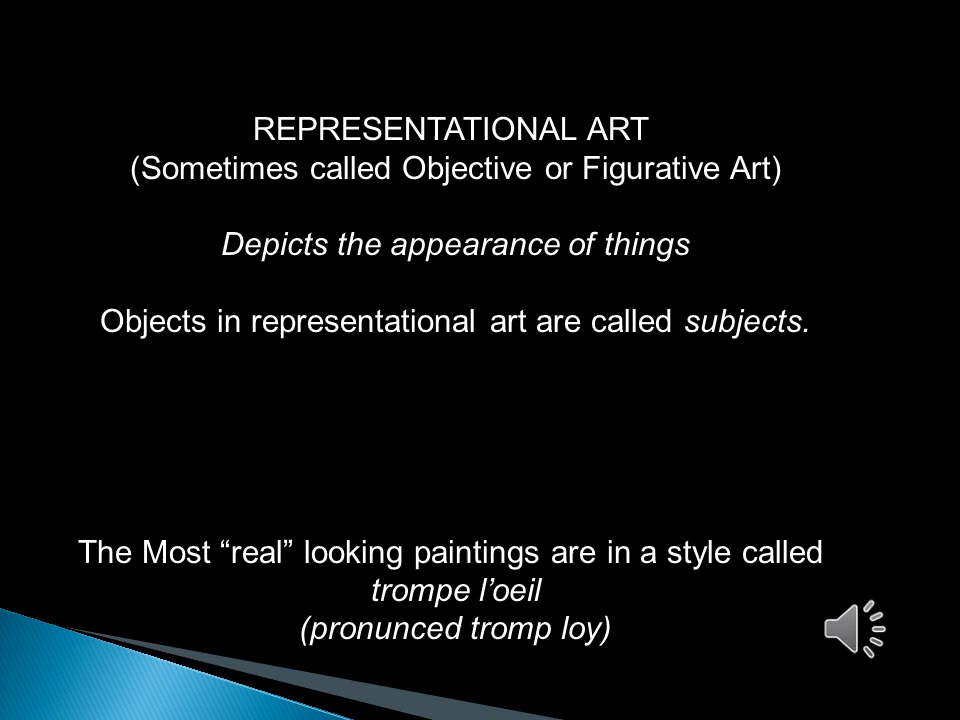 REPRESENTATIONAL ART
(Sometimes called Objective or Figurative Art)
Depicts the appearance of things
Objects in representational art are called subjects.
The Most “real” looking paintings are in a style called
trompe l’oeil
(pronunced tromp loy)